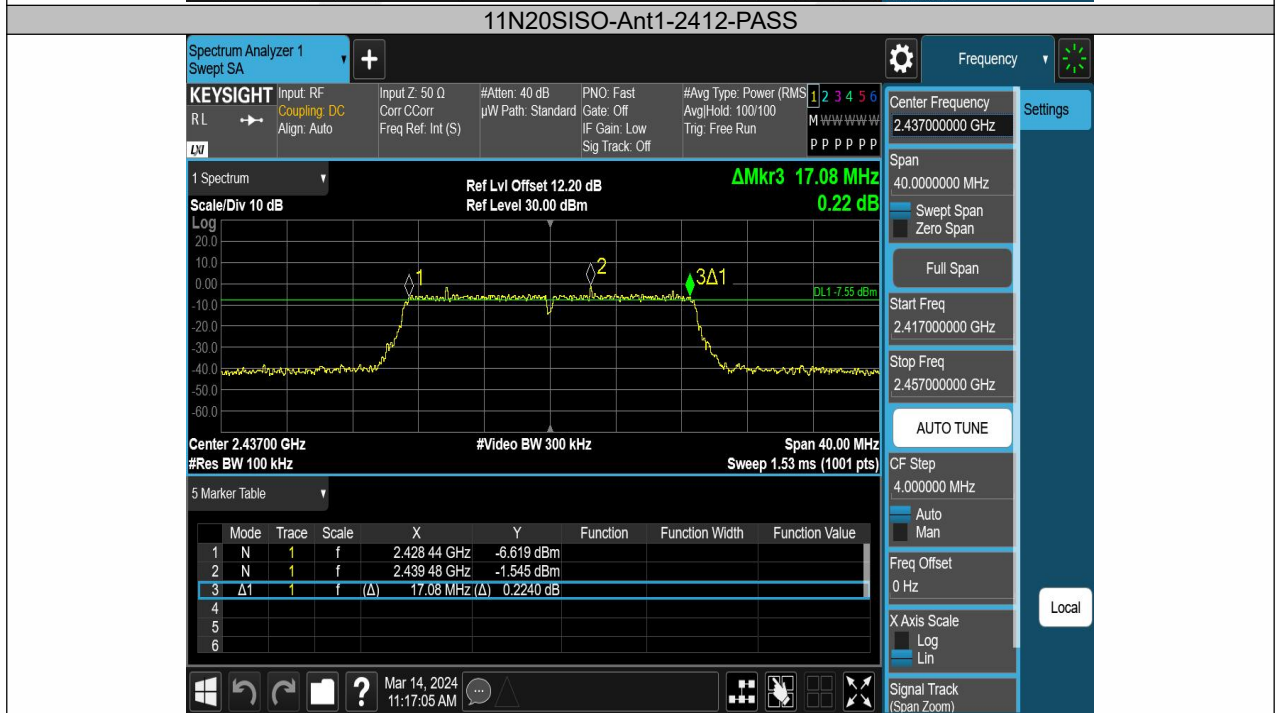 11N20SISO-Ant1-2412-PASS
Spectrum Analyzer 1
Swept SA
+
Frequency
KEYSIGHT
RL
LXI
Input: RF
Coupling: DC
Align: Auto
Input Z: 50 Ω
Corr CCorr
Freq Ref: Int (S)
#Atten: 40 dB
µW Path: Standard
PNO: Fast
Gate: Off
IF Gain: Low
Sig Track: Off
#Avg Type: Power (RMS
Avg|Hold: 100/100
Trig: Free Run
1 2 3 4 5 6
M W W W W W
P P P P P P
Center Frequency
2.437000000 GHz
Settings
Span
40.0000000 MHz
Swept Span
Zero Span
Full Span
Start Freq
2.417000000 GHz
Stop Freq
2.457000000 GHz
AUTO TUNE
CF Step
4.000000 MHz
Auto
Man
Freq Offset
0 Hz
X Axis Scale
Log
Lin
Signal Track
(Span Zoom)
Local
1 Spectrum
Scale/Div 10 dB
Ref Lvl Offset 12.20 dB
Ref Level 30.00 dBm
ΔMkr3 17.08 MHz
0.22 dB
Log
20.0
10.0
0.00
-10.0
-20.0
-30.0
-40.0
-50.0
-60.0
1
2
3Δ1
DL1 -7.55 dBm
Center 2.43700 GHz
#Res BW 100 kHz
#Video BW 300 kHz
Span 40.00 MHz
Sweep 1.53 ms (1001 pts)
5 Marker Table
Mode Trace Scale X Y Function Function Width Function Value
1 N 1 f 2.428 44 GHz -6.619 dBm
2 N 1 f 2.439 48 GHz -1.545 dBm
3 Δ1 1 f (Δ) 17.08 MHz (Δ) 0.2240 dB
4
5
6
?
Mar 14, 2024
11:17:05 AM